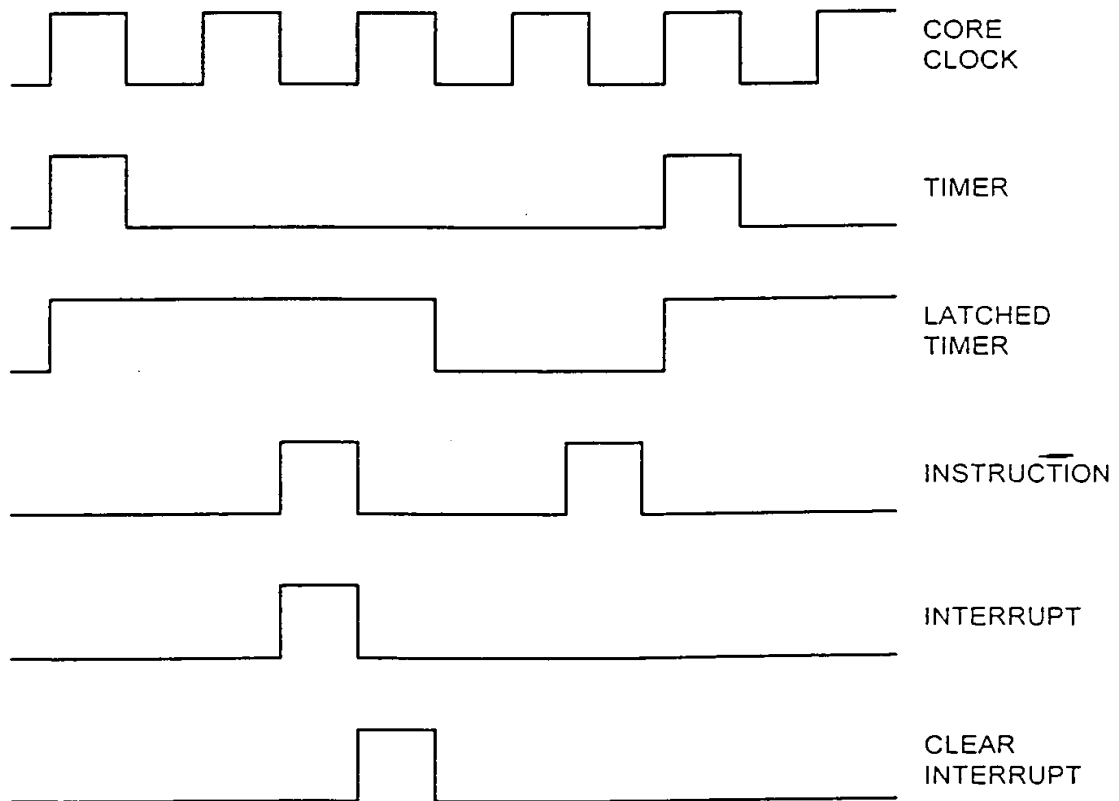 CORE
CLOCK
TIMER
LATCHED
TIMER
INSTRUCTION
INTERRUPT
CLEAR
INTERRUPT